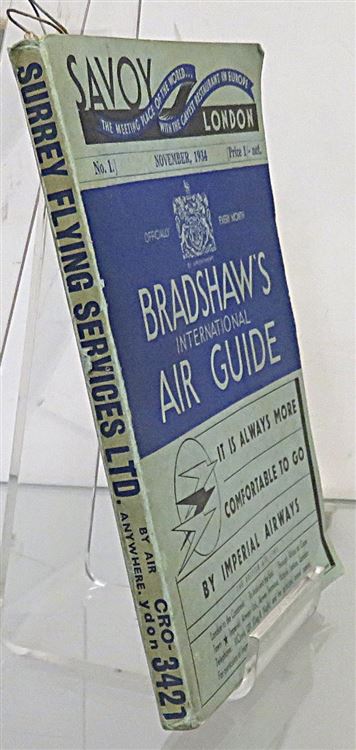 SAVOY
THE MEETING PLACE OF THE WORLD...
WITH THE GAYEST RESTAURANT IN EUROPE
LONDON
No. 1.] NOVEMBER, 1934 [Price 1/- net.
OFFICIALLY EVERY MONTH
BRADSHAW'S
INTERNATIONAL
AIR GUIDE
IT IS ALWAYS MORE
COMFORTABLE TO GO
BY IMPERIAL AIRWAYS
SURREY FLYING SERVICES LTD.
BY AIR
ANYWHERE.
CRO-
ydon 3421